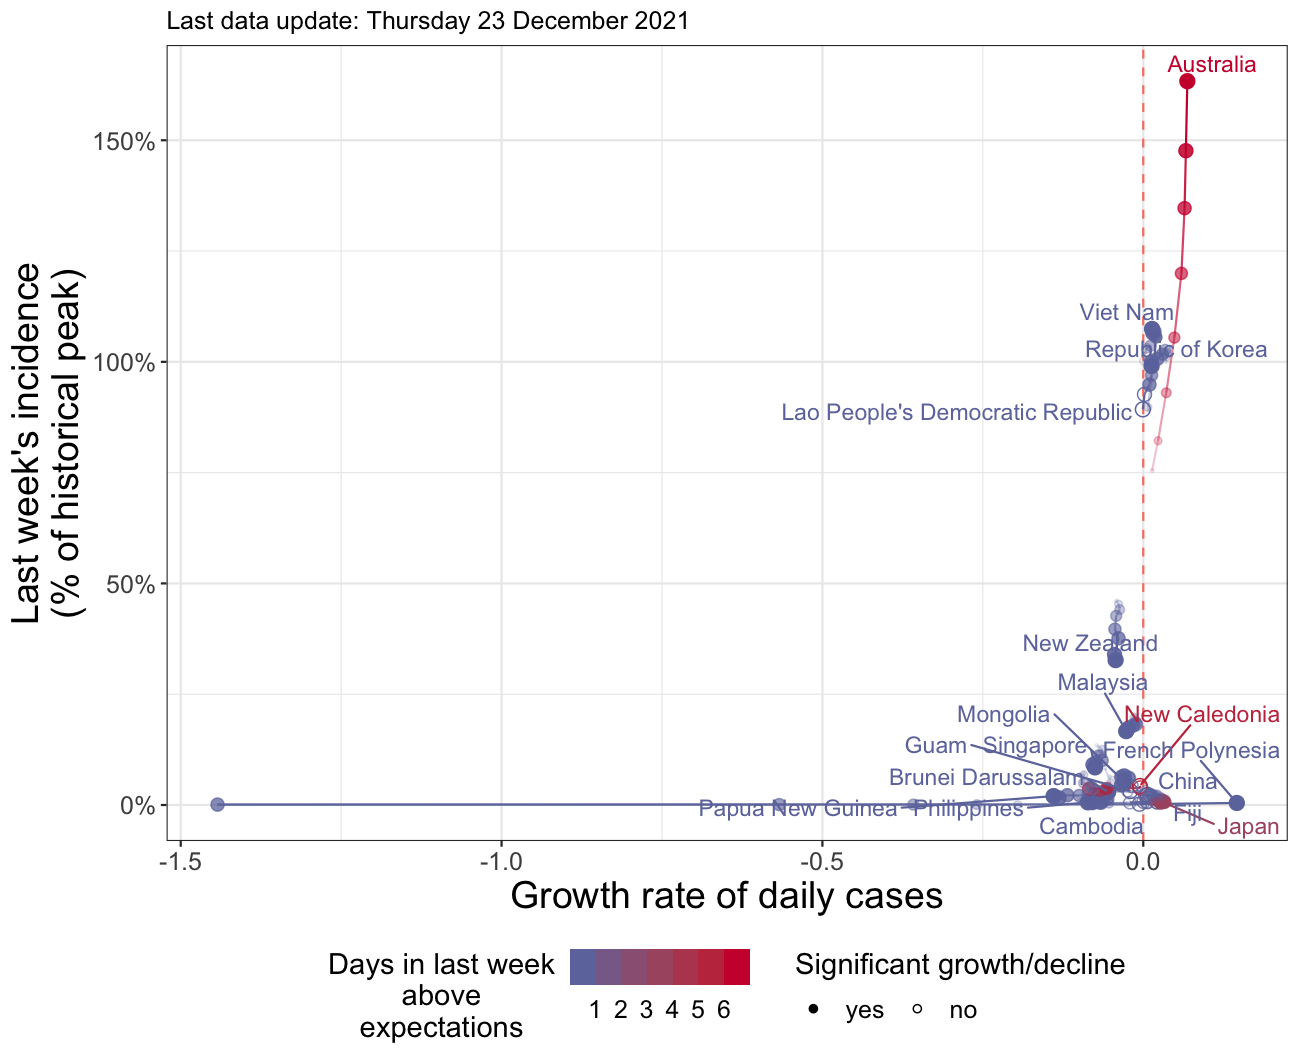 Last data update: Thursday 23 December 2021
Last week's incidence
(% of historical peak)
150%
100%
50%
0%
Australia
Viet Nam
Republic of Korea
Lao People's Democratic Republic
New Zealand
Malaysia
Mongolia
New Caledonia
Guam
Singapore
French Polynesia
Brunei Darussalam
China
Papua New Guinea
Philippines
Fiji
Cambodia
Japan
-1.5
-1.0
-0.5
0.0
Growth rate of daily cases
Days in last week
above
expectations
1 2 3 4 5 6
Significant growth/decline
yes
no